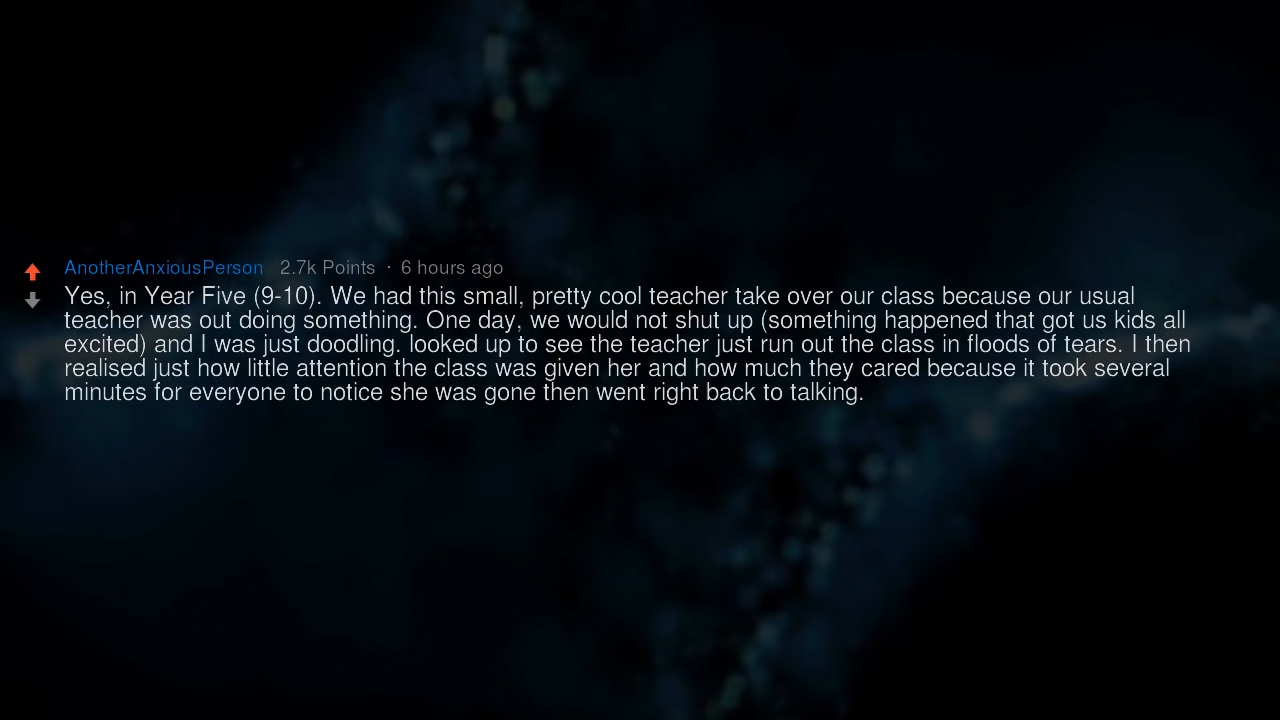 AnotherAnxiousPerson 2.7k Points · 6 hours ago
Yes, in Year Five (9-10). We had this small, pretty cool teacher take over our class because our usual
teacher was out doing something. One day, we would not shut up (something happened that got us kids all
excited) and I was just doodling. looked up to see the teacher just run out the class in floods of tears. I then
realised just how little attention the class was given her and how much they cared because it took several
minutes for everyone to notice she was gone then went right back to talking.